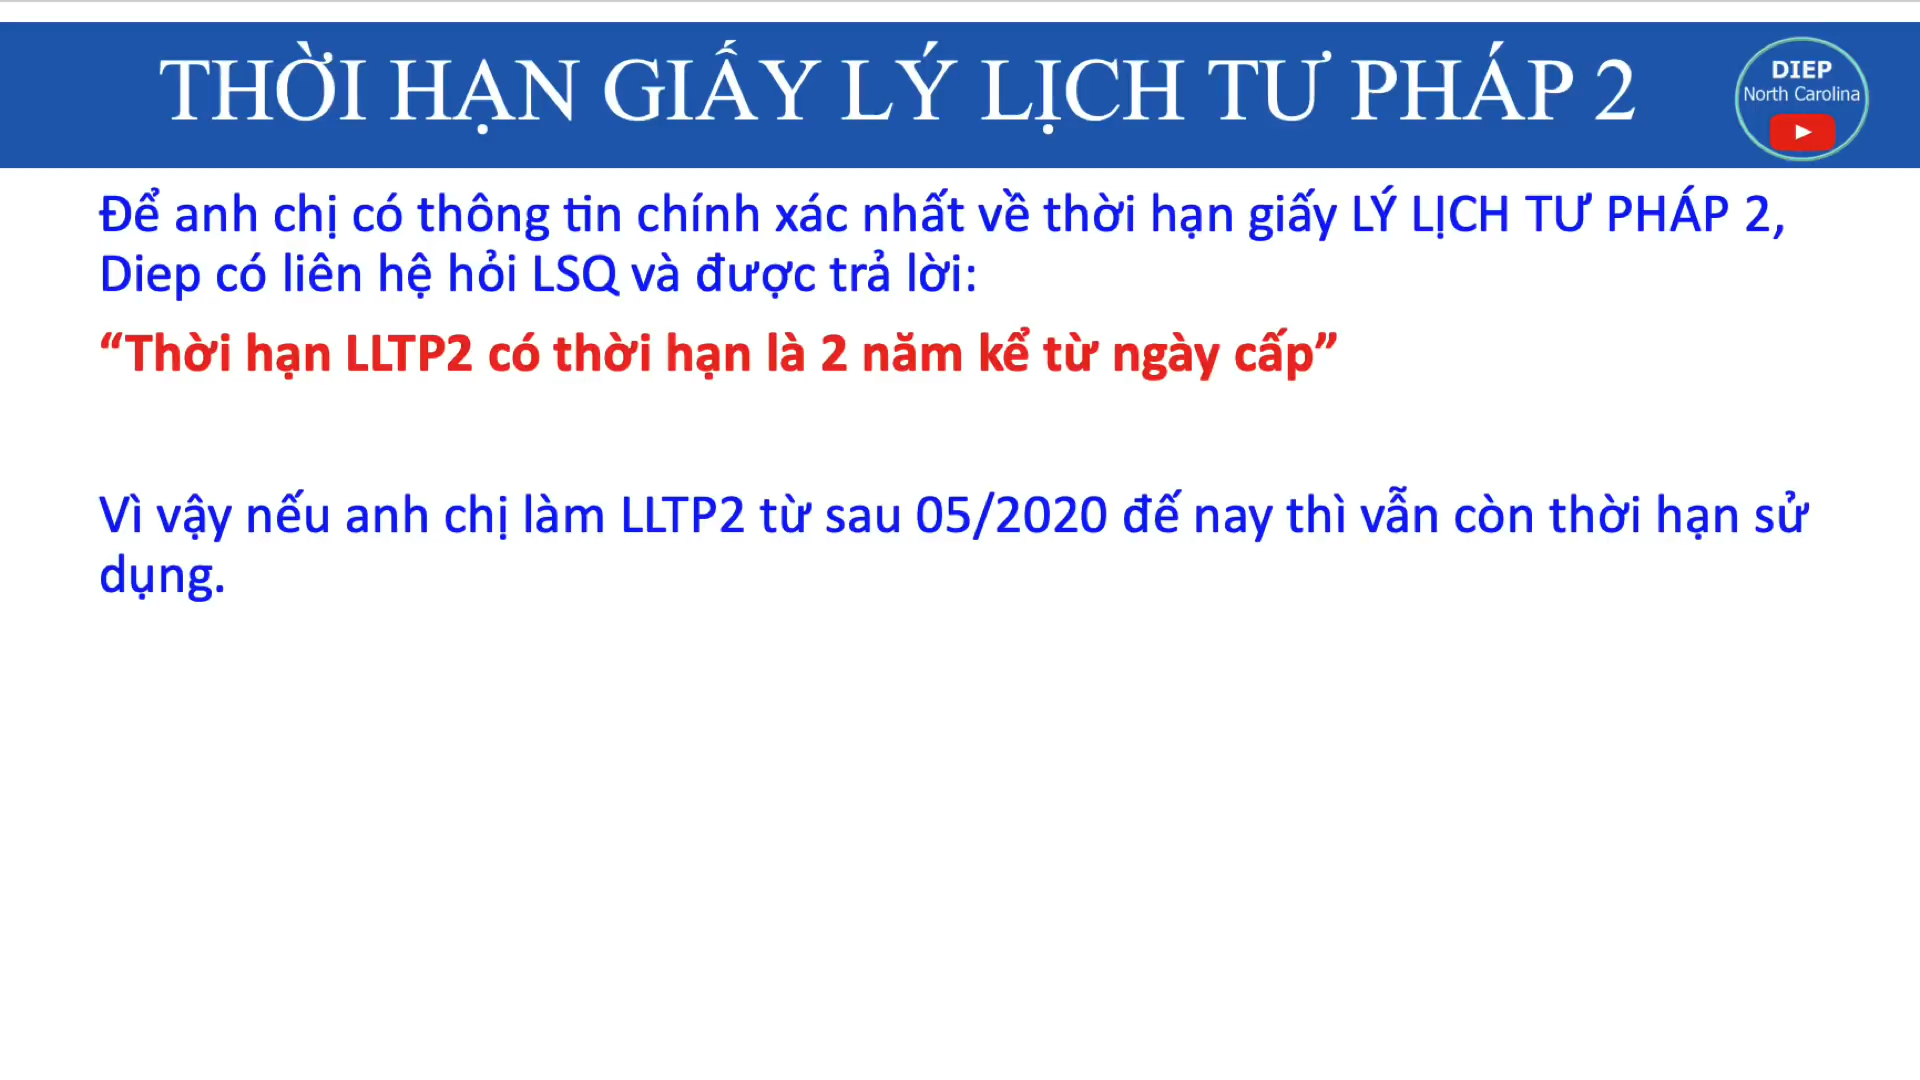 THỜI HẠN GIẤY LÝ LỊCH TƯ PHÁP 2
DIEP
North Carolina
Để anh chị có thông tin chính xác nhất về thời hạn giấy LÝ LỊCH TƯ PHÁP 2,
Diep có liên hệ hỏi LSQ và được trả lời:
“Thời hạn LLTP2 có thời hạn là 2 năm kể từ ngày cấp”
Vì vậy nếu anh chị làm LLTP2 từ sau 05/2020 đế nay thì vẫn còn thời hạn sử
dụng.